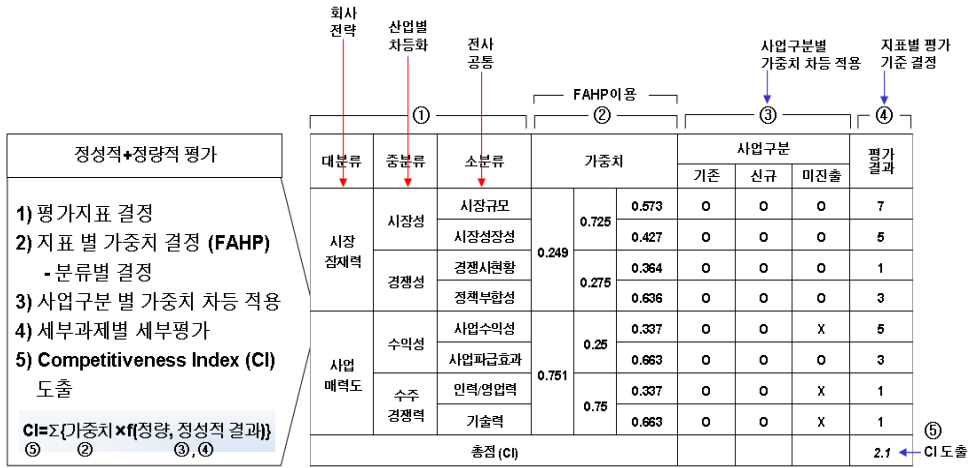 회사
전략
산업별
차등화
전사
공통
사업구분별
가중치 차등 적용
지표별 평가
기준 결정
FAHP이용
① ② ③ ④
정성적+정량적 평가
1) 평가지표 결정
2) 지표 별 가중치 결정 (FAHP)
- 분류별 결정
3) 사업구분 별 가중치 차등 적용
4) 세부과제별 세부평가
5) Competitiveness Index (CI)
도출
CI=Σ{가중치×f(정량, 정성적 결과)}
⑤ ② ③,④
대분류 중분류 소분류 가중치 사업구분 평가
결과
기존 신규 미진출
시장
잠재력
시장성
경쟁성
시장규모 0.249 0.725 0.573 O O O 7
시장성장성 0.427 O O O 5
경쟁사현황 0.275 0.364 O O O 1
정책부합성 0.636 O O O 3
사업
매력도
수익성
수주
경쟁력
사업수익성 0.751 0.25 0.337 O O X 5
사업파급효과 0.663 O O X 3
인력/영업력 0.75 0.337 O O X 1
기술력 0.663 O O X 1
총점 (CI) 2.1
⑤
CI 도출